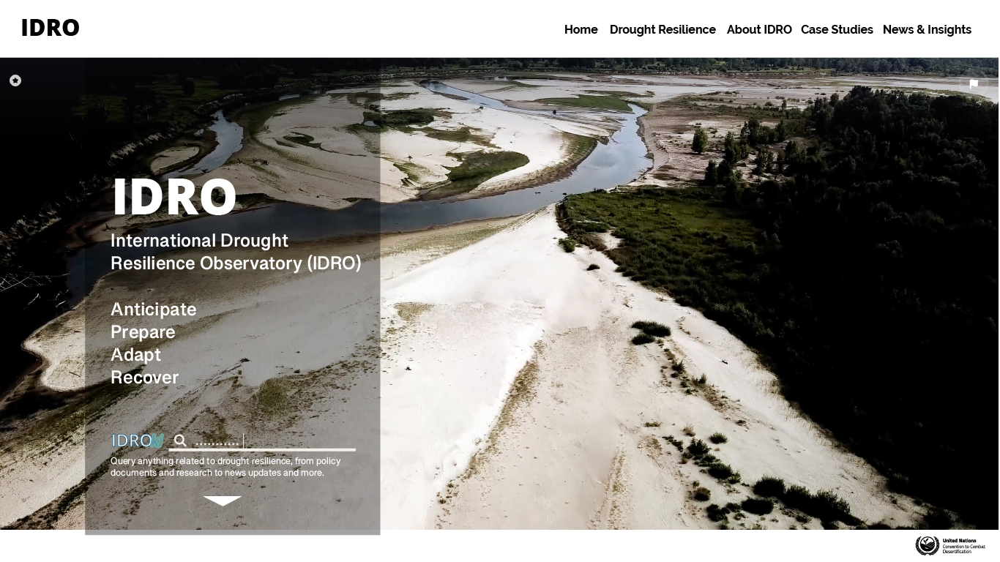 IDRO
Home Drought Resilience About IDRO Case Studies News & Insights
IDRO
International Drought
Resilience Observatory (IDRO)
Anticipate
Prepare
Adapt
Recover
IDRO
Query anything related to drought resilience, from policy
documents and research to news updates and more.
United Nations
Convention to Combat
Desertification